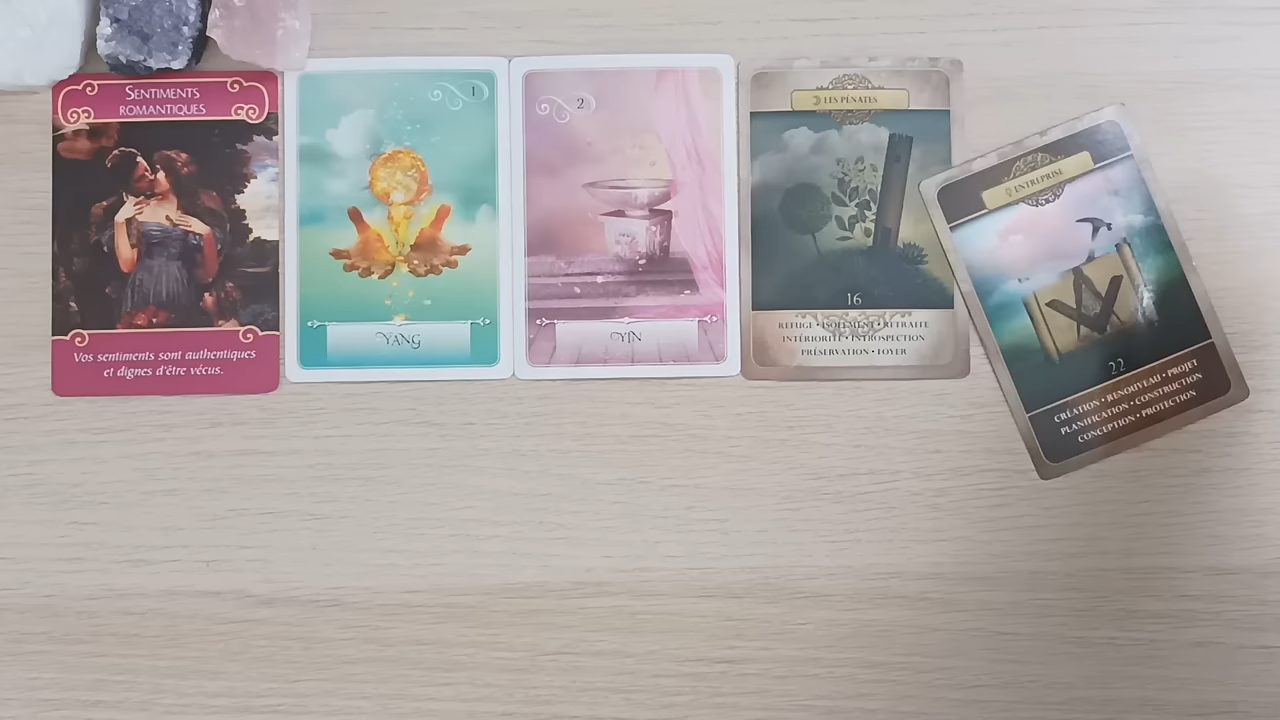 SENTIMENTS
ROMANTIQUES
Vos sentiments sont authentiques
et dignes d'être vécus.
1
YANG
2
YIN
LES PÉNATES
16
REFUGE • ISOLEMENT • RETRAITE
INTÉRIORITÉ • INTROSPECTION
PRÉSERVATION • FOYER
ENTREPRISE
22
CRÉATION • RENOUVEAU • PROJET
PLANIFICATION • CONSTRUCTION
CONCEPTION • PROTECTION